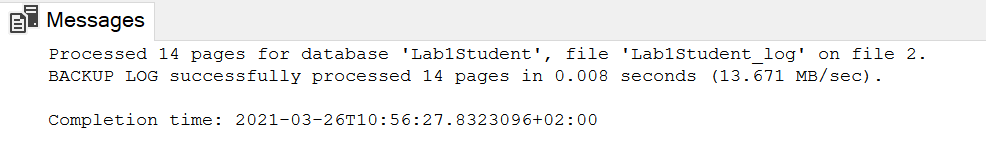 Messages
Processed 14 pages for database 'Lab1Student', file 'Lab1Student_log' on file 2.
BACKUP LOG successfully processed 14 pages in 0.008 seconds (13.671 MB/sec).
Completion time: 2021-03-26T10:56:27.8323096+02:00